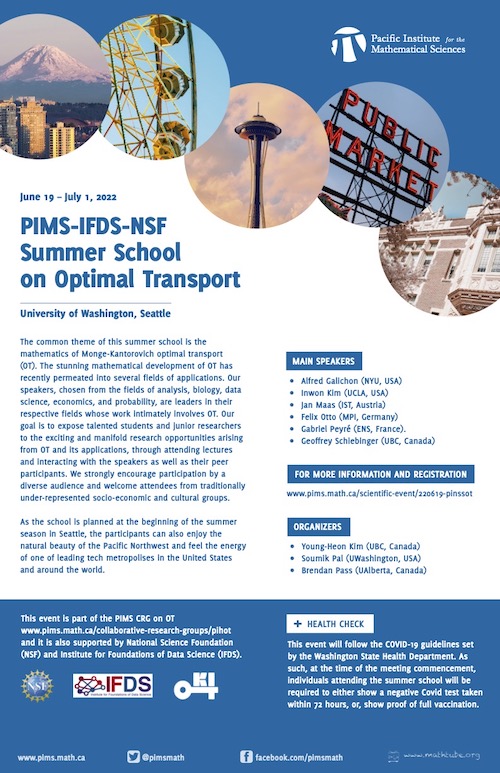 Pacific Institute for the
Mathematical Sciences
PUBLIC
MARKET
June 19 – July 1, 2022
PIMS-IFDS-NSF
Summer School
on Optimal Transport
University of Washington, Seattle
The common theme of this summer school is the
mathematics of Monge-Kantorovich optimal transport
(OT). The stunning mathematical development of OT has
recently permeated into several fields of applications. Our
speakers, chosen from the fields of analysis, biology, data
science, economics, and probability, are leaders in their
respective fields whose work intimately involves OT. Our
goal is to expose talented students and junior researchers
to the exciting and manifold research opportunities arising
from OT and its applications, through attending lectures
and interacting with the speakers as well as their peer
participants. We strongly encourage participation by a
diverse audience and welcome attendees from traditionally
under-represented socio-economic and cultural groups.
As the school is planned at the beginning of the summer
season in Seattle, the participants can also enjoy the
natural beauty of the Pacific Northwest and feel the energy
of one of leading tech metropolises in the United States
and around the world.
MAIN SPEAKERS
• Alfred Galichon (NYU, USA)
• Inwon Kim (UCLA, USA)
• Jan Maas (IST, Austria)
• Felix Otto (MPI, Germany)
• Gabriel Peyré (ENS, France).
• Geoffrey Schiebinger (UBC, Canada)
FOR MORE INFORMATION AND REGISTRATION
www.pims.math.ca/scientific-event/220619-pinssot
ORGANIZERS
• Young-Heon Kim (UBC, Canada)
• Soumik Pal (UWashington, USA)
• Brendan Pass (UAlberta, Canada)
This event is part of the PIMS CRG on OT
www.pims.math.ca/collaborative-research-groups/pihot
and it is also supported by National Science Foundation
(NSF) and Institute for Foundations of Data Science (IFDS).
NSF
IFDS
Institute for Foundations of Data Science
+ HEALTH CHECK
This event will follow the COVID-19 guidelines set
by the Washington State Health Department. As
such, at the time of the meeting commencement,
individuals attending the summer school will be
required to either show a negative Covid test taken
within 72 hours, or, show proof of full vaccination.
www.pims.math.ca
@pimsmath
facebook.com/pimsmath
www.mathtube.org